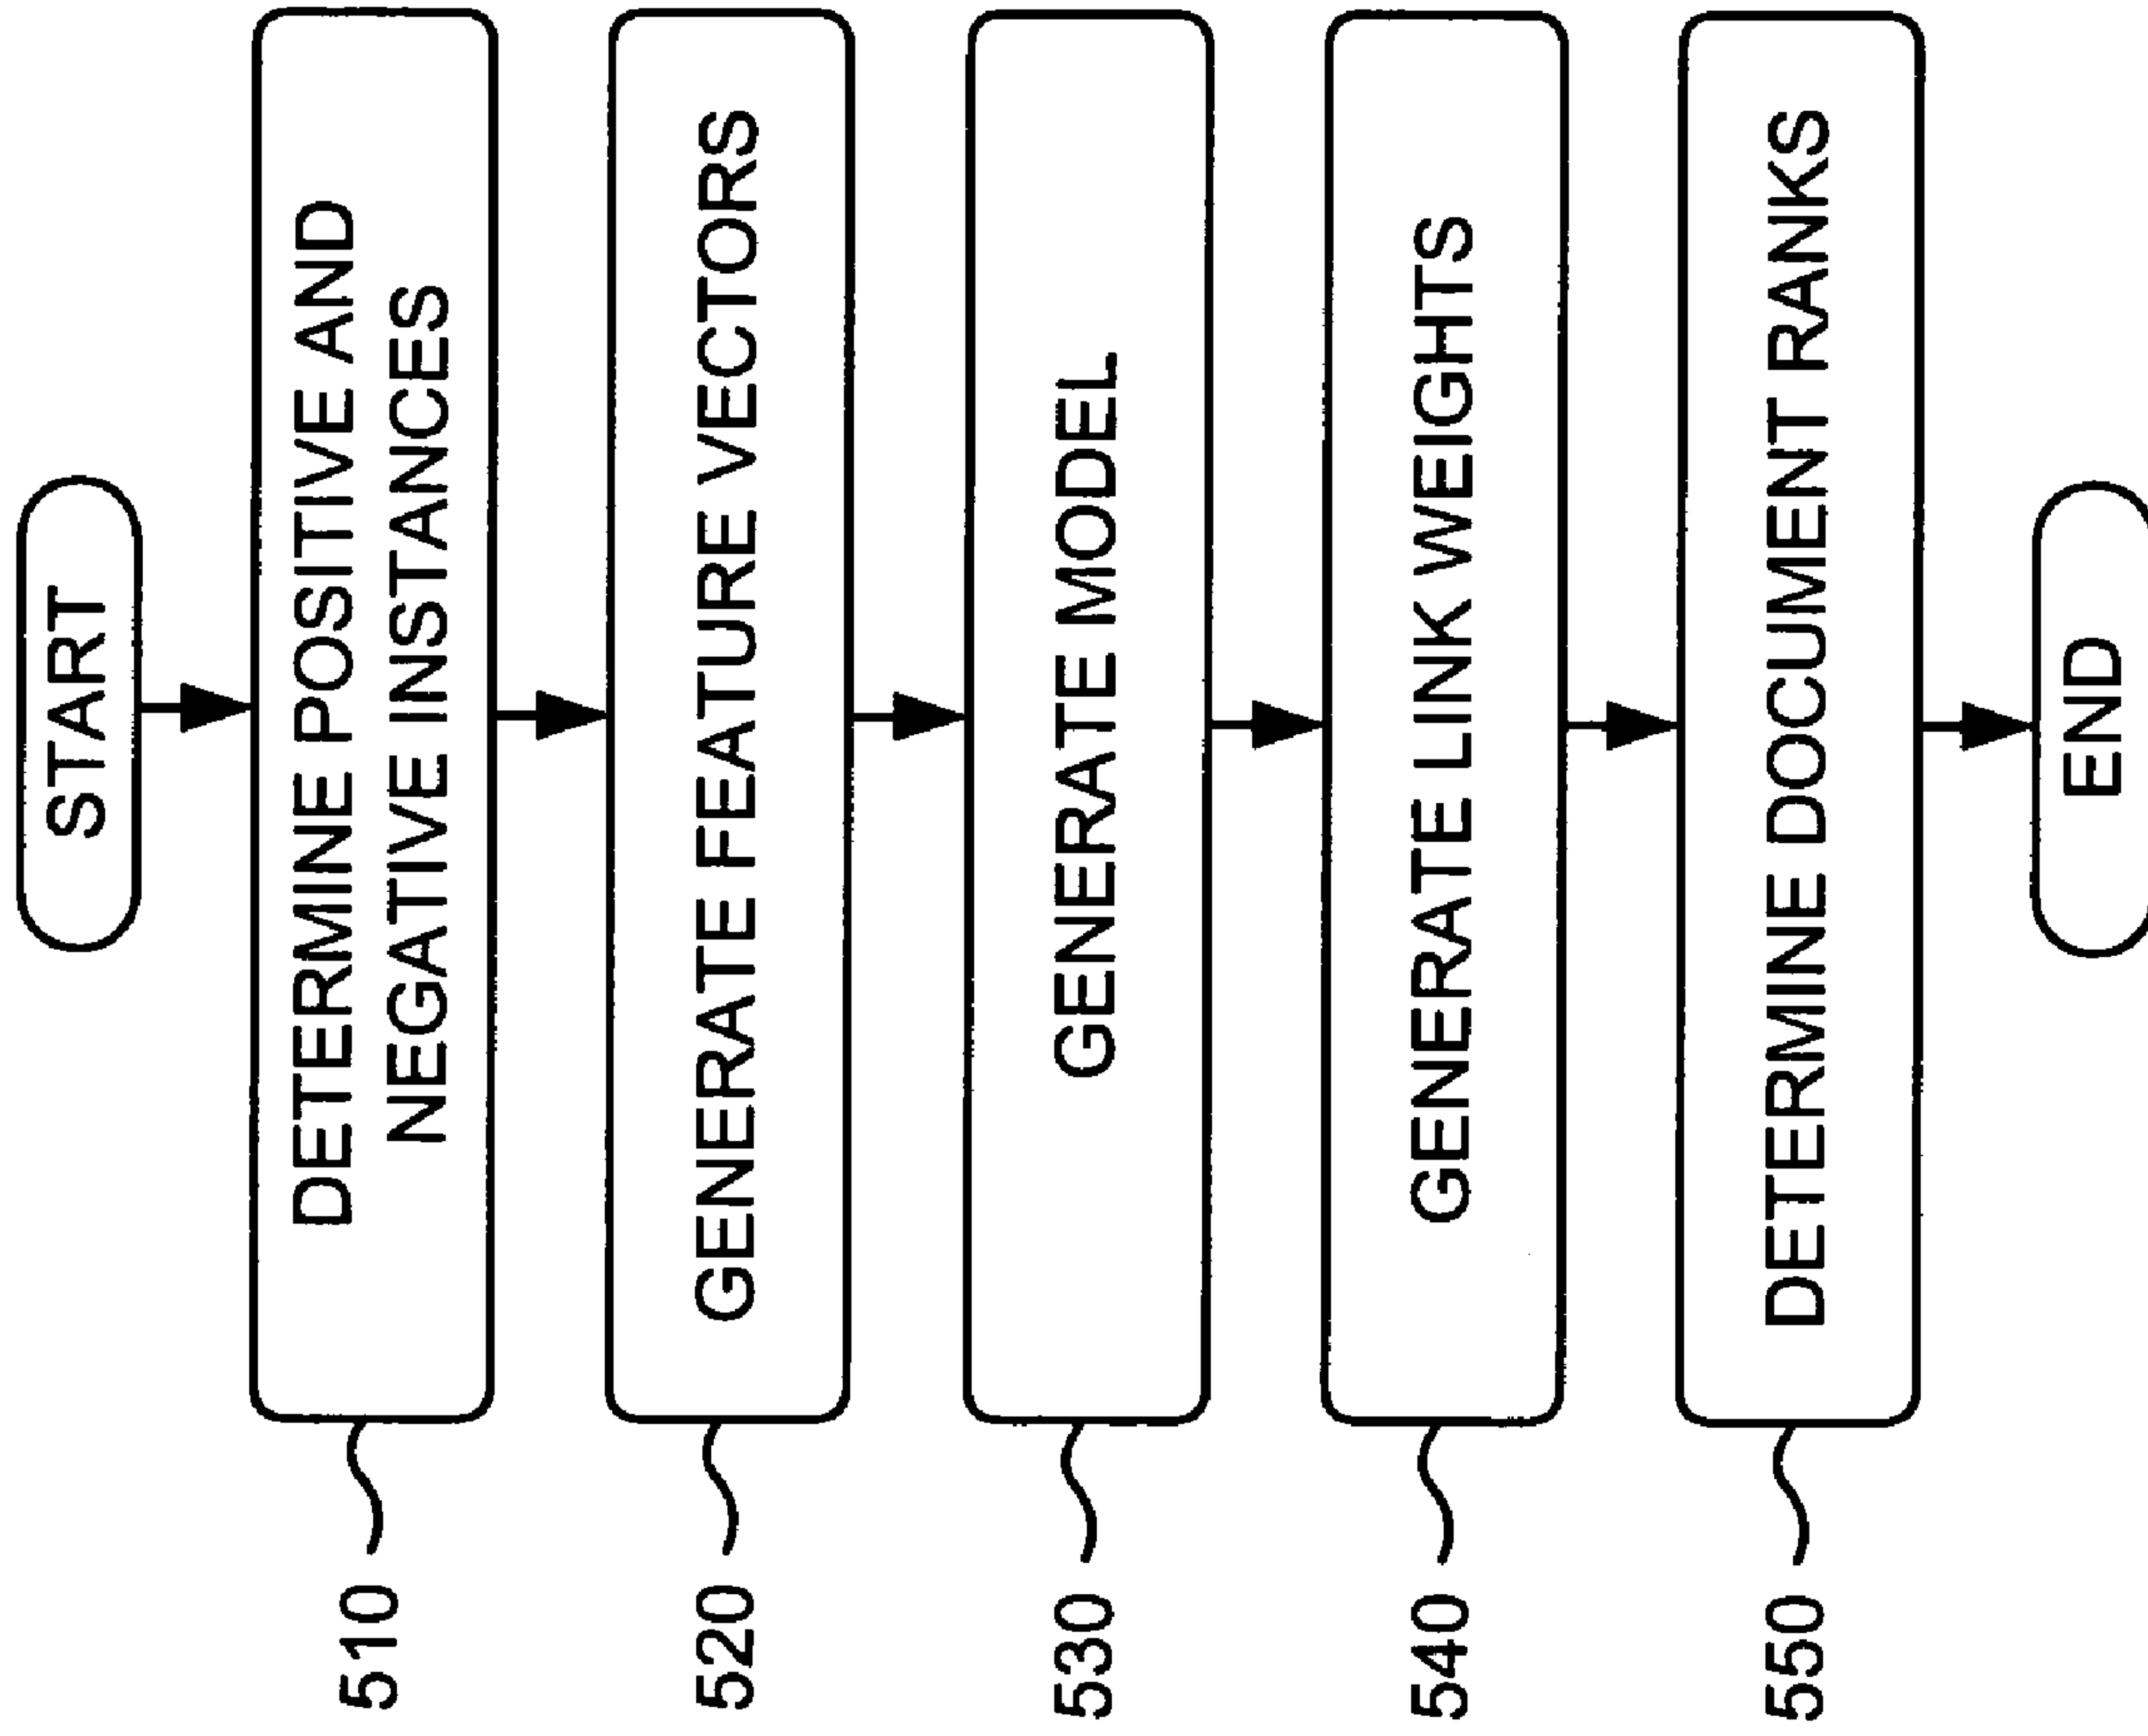 START
510
DETERMINE POSITIVE AND
NEGATIVE INSTANCES
520
GENERATE FEATURE VECTORS
530
GENERATE MODEL
540
GENERATE LINK WEIGHTS
550
DETERMINE DOCUMENT RANKS
END